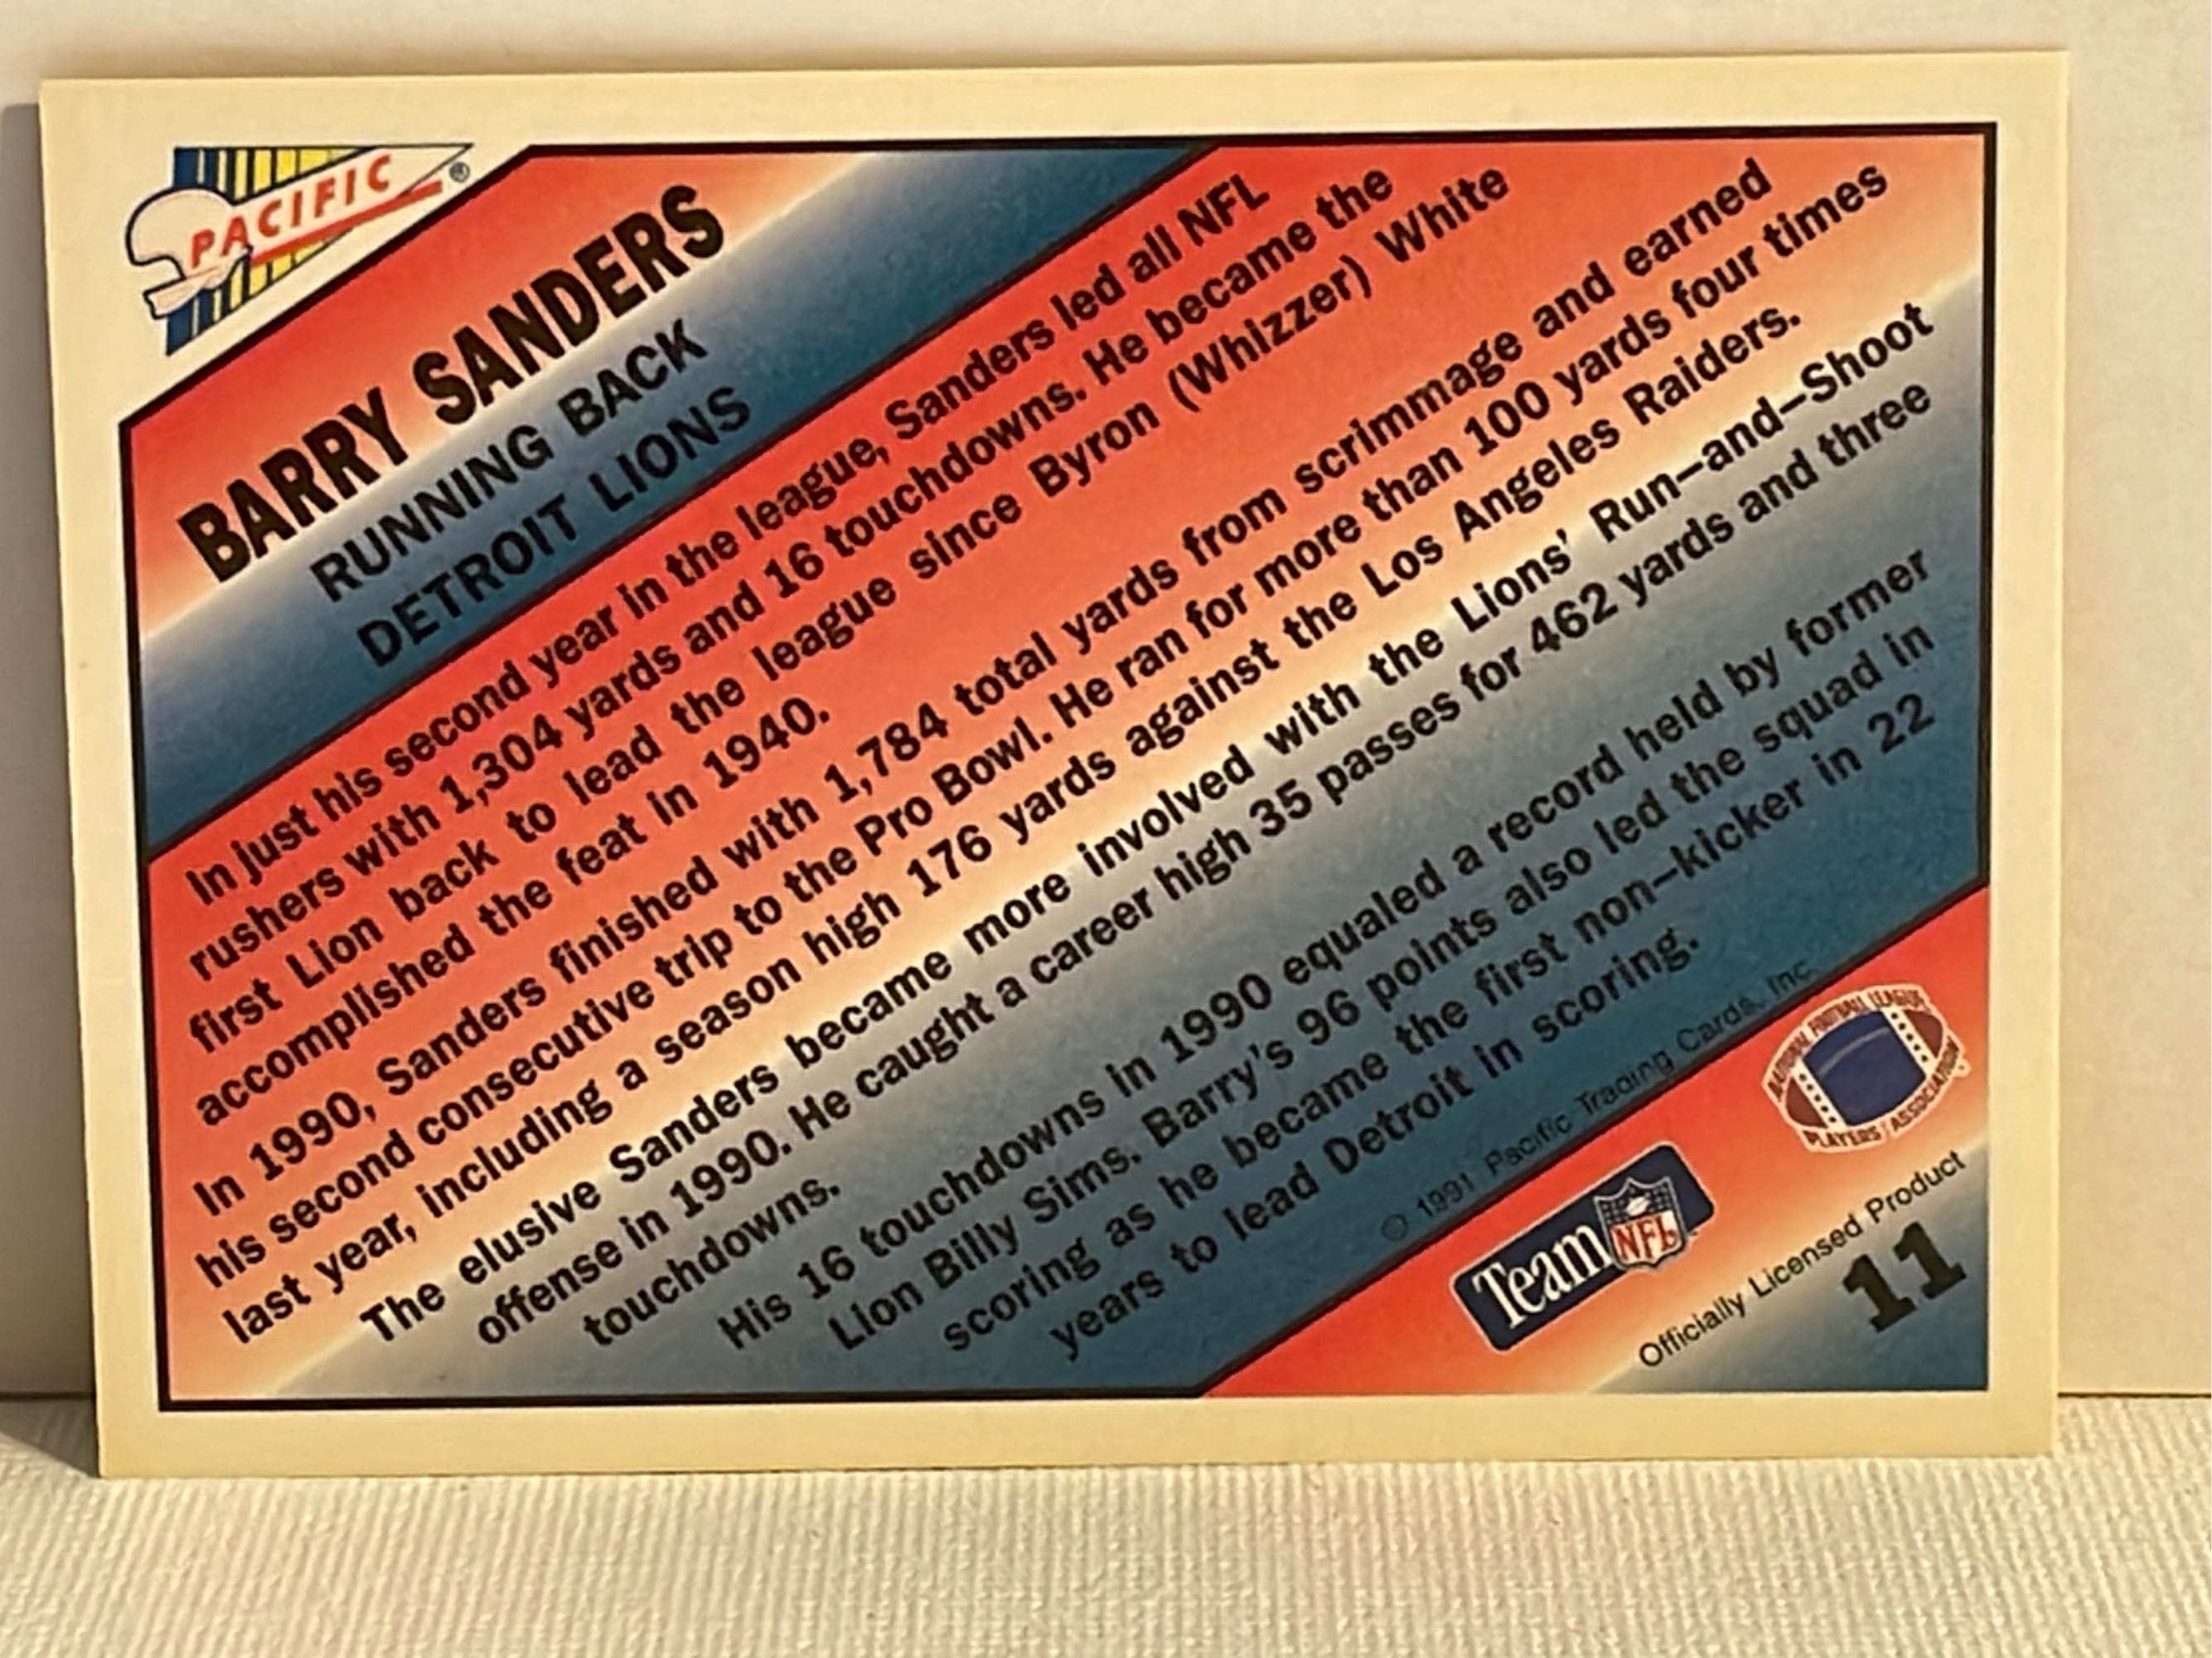 PACIFIC®
BARRY SANDERS
RUNNING BACK
DETROIT LIONS
In just his second year in the league, Sanders led all NFL
rushers with 1,304 yards and 16 touchdowns. He became the
first Lion back to lead the league since Byron (Whizzer) White
accomplished the feat in 1940.
In 1990, Sanders finished with 1,784 total yards from scrimmage and earned
his second consecutive trip to the Pro Bowl. He ran for more than 100 yards four times
last year, including a season high 176 yards against the Los Angeles Raiders.
The elusive Sanders became more involved with the Lions' Run-and-Shoot
offense in 1990. He caught a career high 35 passes for 462 yards and three
touchdowns.
His 16 touchdowns in 1990 equaled a record held by former
Lion Billy Sims. Barry's 96 points also led the squad in
scoring as he became the first non-kicker in 22
years to lead Detroit in scoring.
© 1991 Pacific Trading Cards, Inc.
NATIONAL FOOTBALL LEAGUE
PLAYERS ASSOCIATION
Team NFL
Officially Licensed Product
11